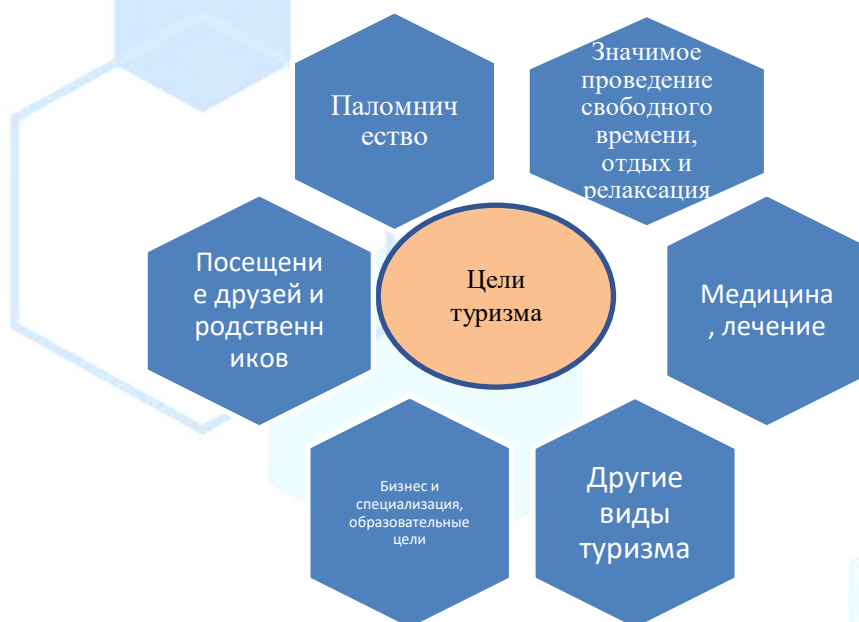 Паломнич
ество
Значимое
проведение
свободного
времени,
отдых и
релаксация
Посещени
е друзей и
родственн
иков
Цели
туризма
Медицина
, лечение
Бизнес и
специализация,
образовательные
цели
Другие
виды
туризма